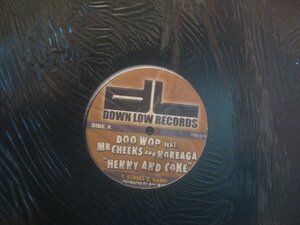 dl
DOWN LOW RECORDS
SIDE A
DOO WOP FEAT.
MR CHEEKS AND NOREAGA
"HENNY AND COKE"